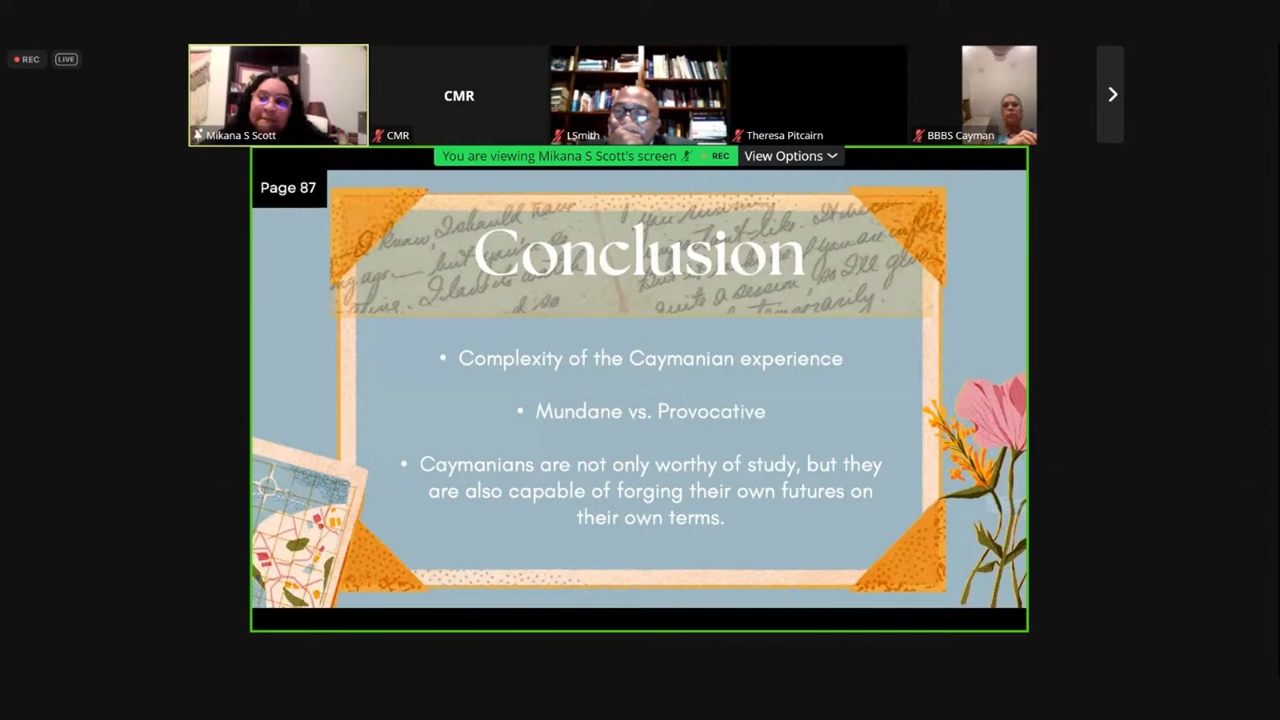 REC
LIVE
CMR
Mikana S Scott
CMR
LSmith
Theresa Pitcairn
BBBS Cayman
You are viewing Mikana S Scott's screen
REC
View Options
Page 87
Conclusion
• Complexity of the Caymanian experience
• Mundane vs. Provocative
• Caymanians are not only worthy of study, but they
are also capable of forging their own futures on
their own terms.